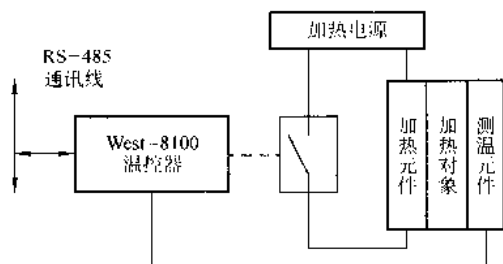 加热电源
RS-485
通讯线
West-8100
温控器
加热元件
加热对象
测温元件